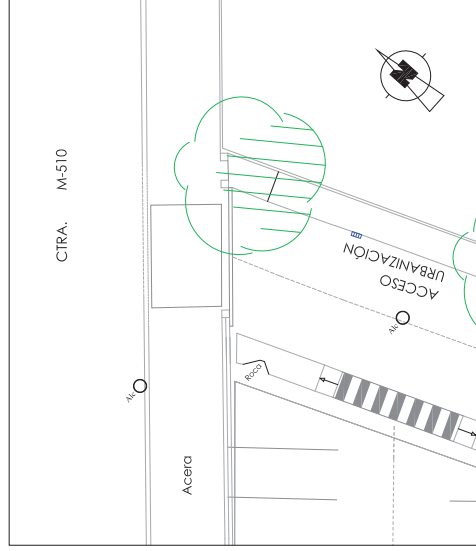 CTRA. M-510
N
ACCESO
URBANIZACIÓN
Alc
Alc
Roca
Acera